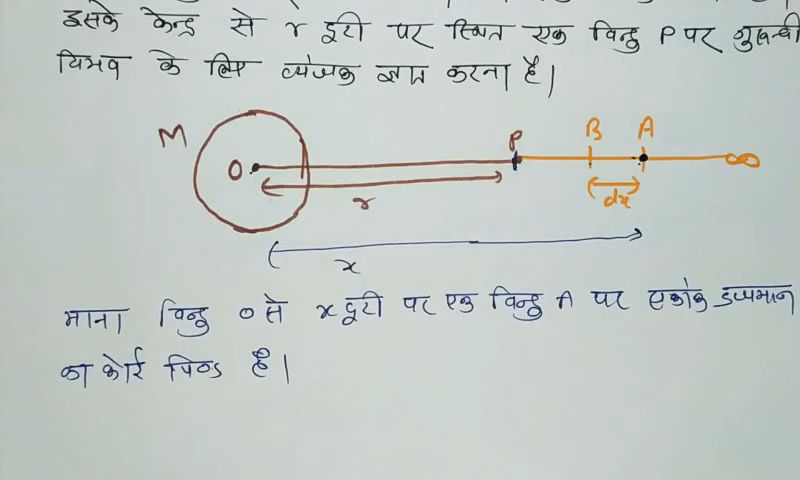 इसके केन्द्र से r दूरी पर स्थित एक बिन्दु P पर गुरुत्वी
विभव के लिए व्यंजक ज्ञात करना है।
M
O
P
B
A
∞
r
dx
x
माना बिन्दु O से x दूरी पर एक बिन्दु A पर एकांक द्रव्यमान
का कोई पिण्ड है।